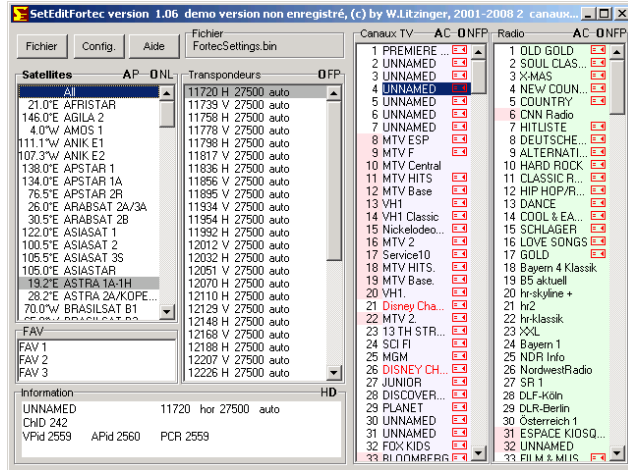 SetEditFortec version 1.06 demo version non enregistré, (c) by W.Litzinger, 2001-2008 2 canaux...
Fichier
Config.
Aide
Fichier
FortecSettings.bin
Satellites AP - ONL
All
21.0°E AFRISTAR
146.0°E AGILA 2
4.0°W AMOS 1
111.1°W ANIK E1
107.3°W ANIK E2
138.0°E APSTAR 1
134.0°E APSTAR 1A
76.5°E APSTAR 2R
26.0°E ARABSAT 2A/3A
30.5°E ARABSAT 2B
122.0°E ASIASAT 1
100.5°E ASIASAT 2
105.5°E ASIASAT 3S
105.0°E ASIASTAR
19.2°E ASTRA 1A-1H
28.2°E ASTRA 2A/KOPE...
70.0°W BRASILSAT B1
Transpondeurs OFP
11720 H 27500 auto
11739 V 27500 auto
11758 H 27500 auto
11778 V 27500 auto
11798 H 27500 auto
11817 V 27500 auto
11836 H 27500 auto
11856 V 27500 auto
11895 V 27500 auto
11934 V 27500 auto
11954 H 27500 auto
11992 H 27500 auto
12012 V 27500 auto
12032 H 27500 auto
12051 V 27500 auto
12070 H 27500 auto
12110 H 27500 auto
12129 V 27500 auto
12148 H 27500 auto
12168 V 27500 auto
12188 H 27500 auto
12207 V 27500 auto
12226 H 27500 auto
FAV
FAV 1
FAV 2
FAV 3
Information HD
UNNAMED 11720 hor 27500 auto
ChID 242
VPid 2559 APid 2560 PCR 2559
Canaux TV AC ONFP
1 PREMIERE ...
2 UNNAMED
3 UNNAMED
4 UNNAMED
5 UNNAMED
6 UNNAMED
7 UNNAMED
8 MTV ESP
9 MTV F
10 MTV Central
11 MTV HITS
12 MTV Base
13 VH1
14 VH1 Classic
15 Nickelodeo...
16 MTV 2
17 Service10
18 MTV HITS.
19 MTV Base.
20 VH1.
21 Disney Cha...
22 MTV 2.
23 13 TH STR...
24 SCI FI
25 MGM
26 DISNEY CH...
27 JUNIOR
28 DISCOVER...
29 PLANET
30 UNNAMED
31 UNNAMED
32 FOX KIDS
33 BLOOMBERG
Radio AC - ONFP
1 OLD GOLD
2 SOUL CLAS...
3 X-MAS
4 NEW COUN...
5 COUNTRY
6 CNN Radio
7 HITLISTE
8 DEUTSCHE...
9 ALTERNATI...
10 HARD ROCK
11 CLASSIC R...
12 HIP HOP/R...
13 DANCE
14 COOL & EA...
15 SCHLAGER
16 LOVE SONGS
17 GOLD
18 Bayern 4 Klassik
19 B5 aktuell
20 hr-skyline +
21 hr2
22 hr-klassik
23 XXL
24 Bayern 1
25 NDR Info
26 NordwestRadio
27 SR 1
28 DLF-Köln
29 DLR-Berlin
30 Österreich 1
31 ESPACE KIOSQ...
32 UNNAMED
33 FILM & MUS...